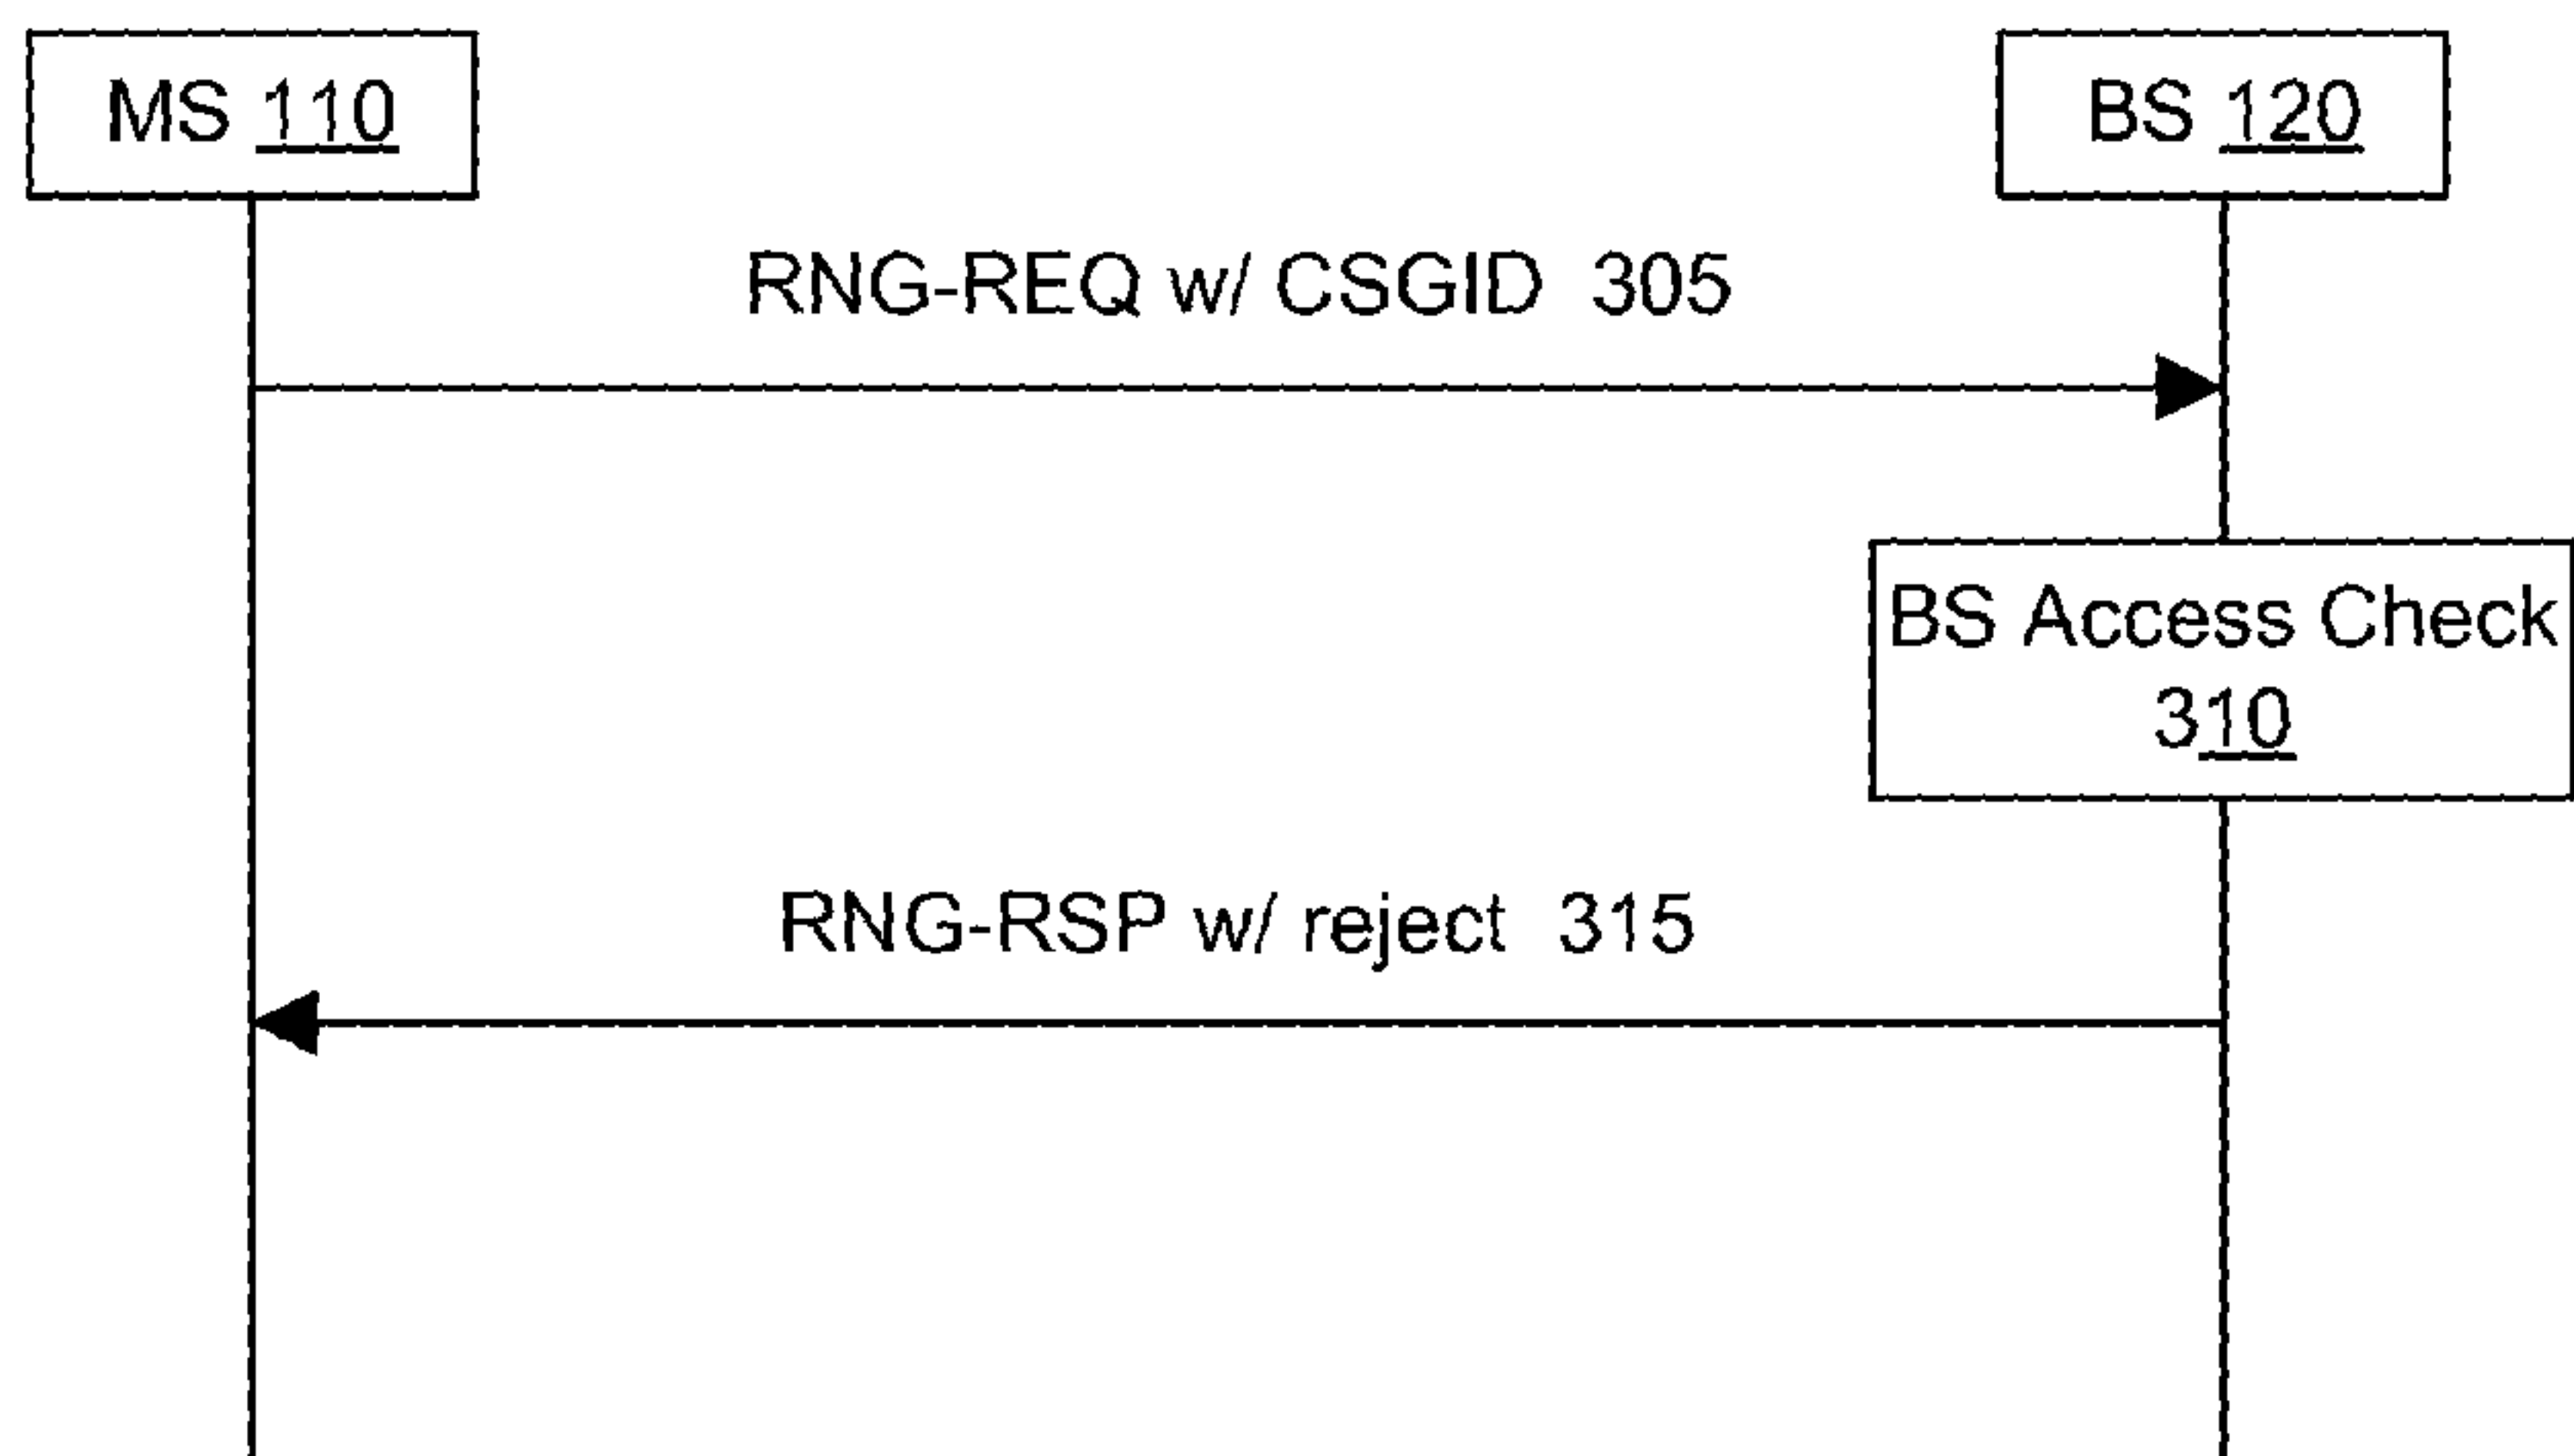 MS 110
BS 120
RNG-REQ w/ CSGID 305
BS Access Check
310
RNG-RSP w/ reject 315